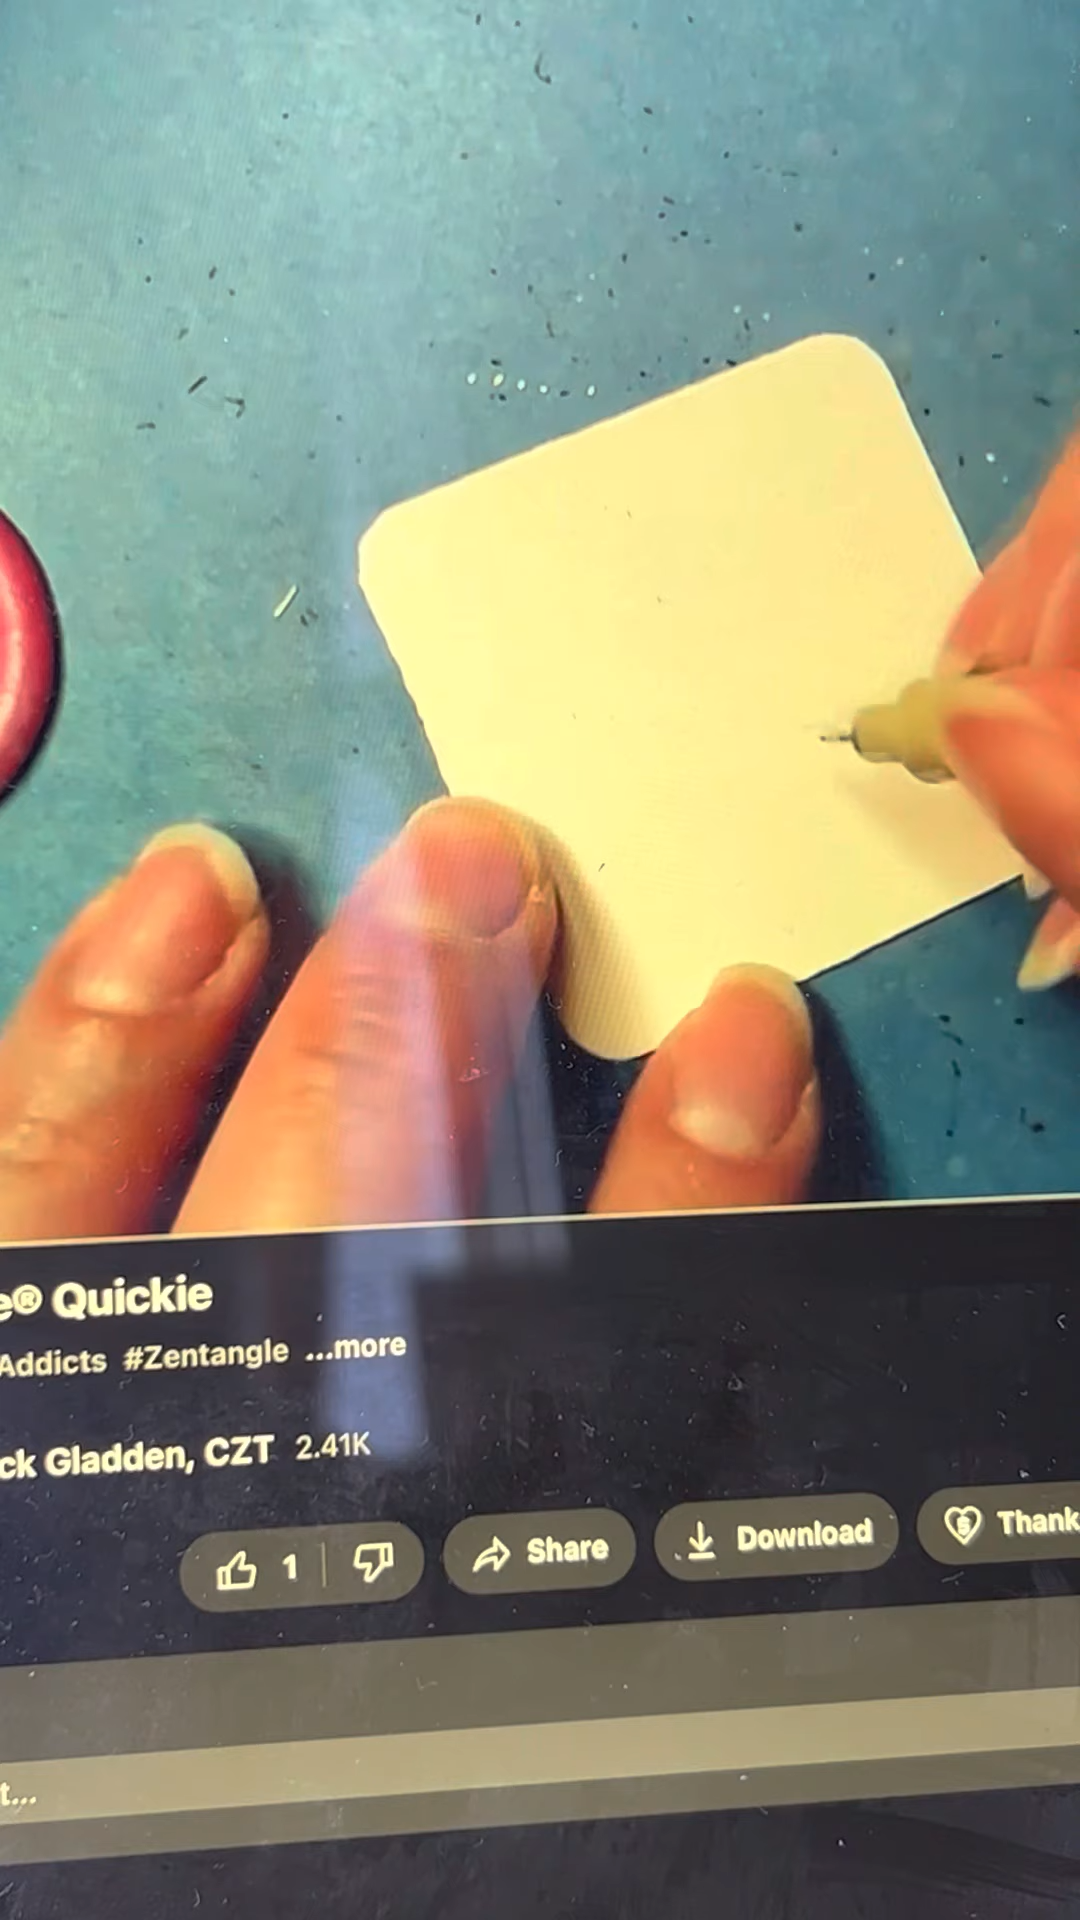 e® Quickie
Addicts #Zentangle ...more
ck Gladden, CZT 2.41K
1 Share Download Thank
t...